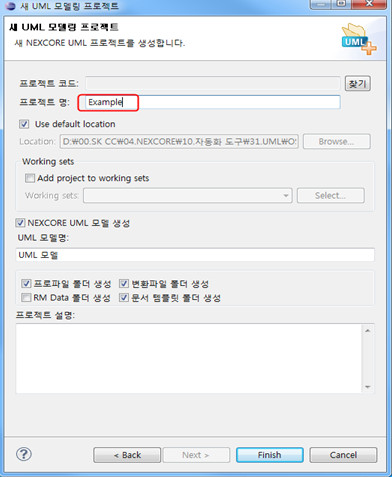 새 UML 모델링 프로젝트
새 UML 모델링 프로젝트
새 NEXCORE UML 프로젝트를 생성합니다.
UML
프로젝트 코드:
찾기
프로젝트 명:
Example
Use default location
Location:
D:₩00.SK CC₩04.NEXCORE₩10.자동화 도구₩31.UML₩O:
Browse...
Working sets
Add project to working sets
Working sets:
Select...
NEXCORE UML 모델 생성
UML 모델명:
UML 모델
프로파일 폴더 생성
변환파일 폴더 생성
RM Data 폴더 생성
문서 템플릿 폴더 생성
프로젝트 설명:
?
< Back
Next >
Finish
Cancel